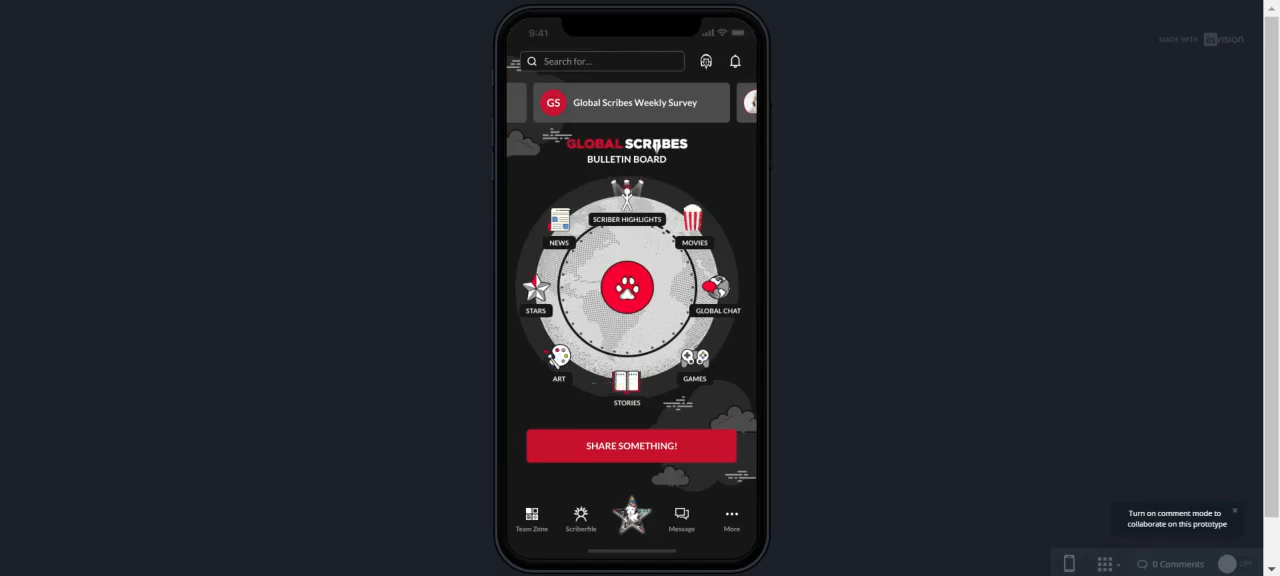 MADE WITH invision
9:41
Search for...
GS Global Scribes Weekly Survey
GLOBAL SCRIBES
BULLETIN BOARD
SCRIBER HIGHLIGHTS
NEWS
MOVIES
STARS
GLOBAL CHAT
ART
GAMES
STORIES
SHARE SOMETHING!
Team Zone
Scriberfile
Message
More
Turn on comment mode to
collaborate on this prototype
0 Comments
OFF